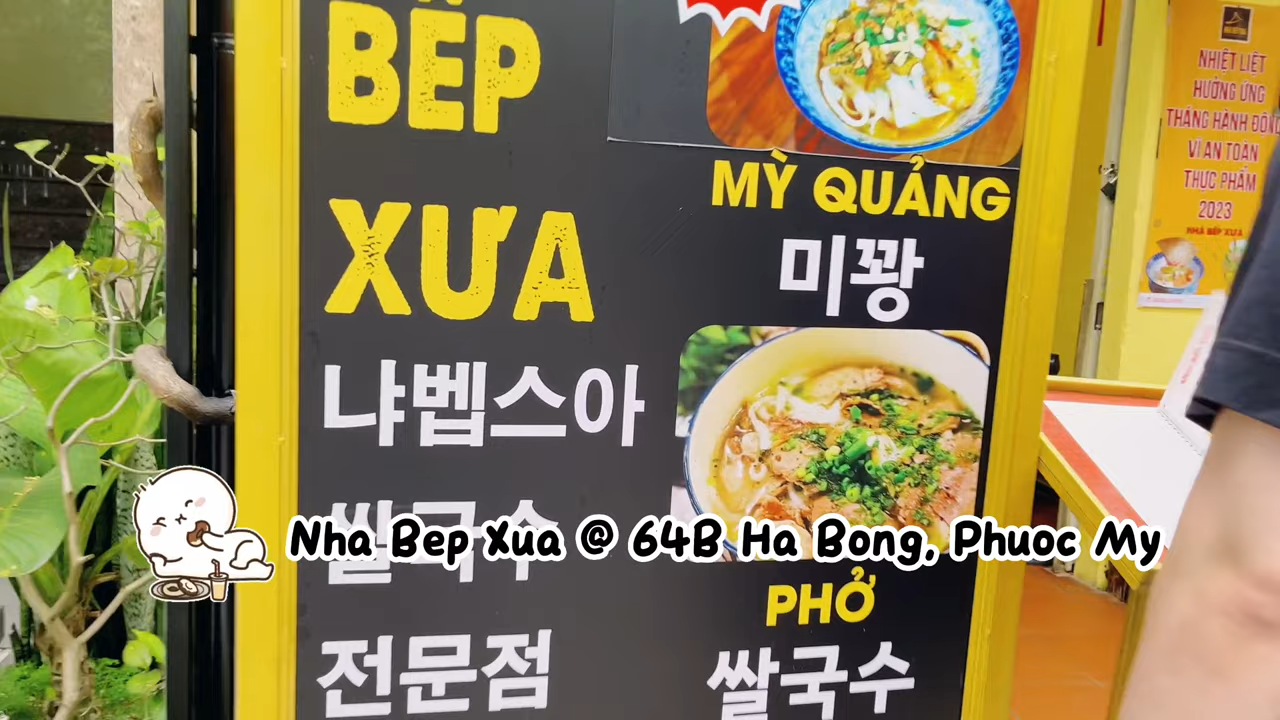 BẾP
XƯA
냐벱스아
쌀국수
전문점
MỲ QUẢNG
미꽝
PHỞ
쌀국수
NHIỆT LIỆT
HƯỞNG ỨNG
THÁNG HÀNH ĐỘNG
VÌ AN TOÀN
THỰC PHẨM
2023
NHÀ BẾP XƯA
Nha Bep Xua @ 64B Ha Bong, Phuoc My